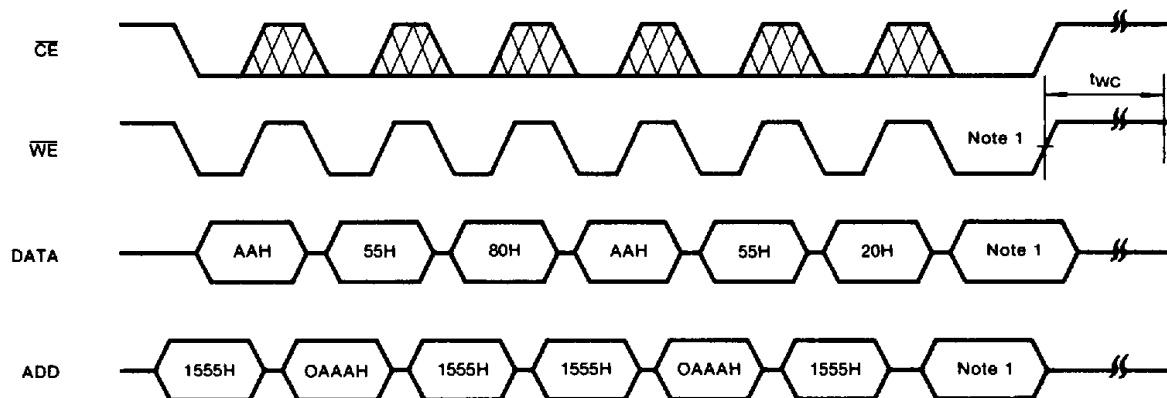 CE
tWC
WE
Note 1
DATA
AAH 55H 80H AAH 55H 20H Note 1
ADD
1555H OAAAH 1555H 1555H OAAAH 1555H Note 1